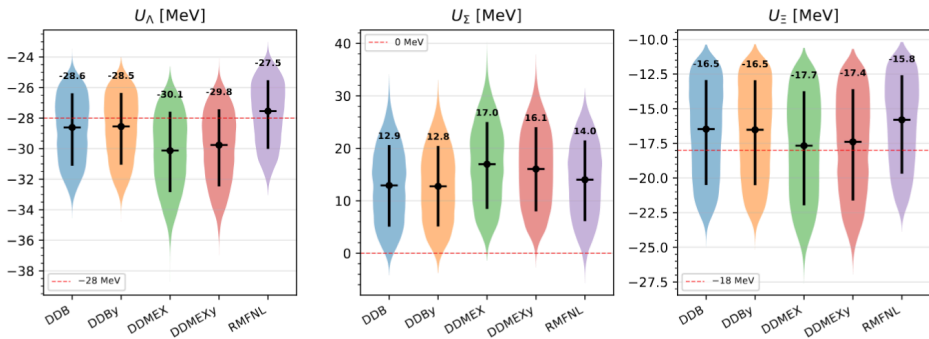 U_Λ [MeV]
−24
−26
−28
−30
−32
−34
−36
−38
-28.6
-28.5
-30.1
-29.8
-27.5
−28 MeV
DDB
DDBy
DDMEX
DDMEXy
RMFNL
U_Σ [MeV]
40
30
20
10
0
0 MeV
12.9
12.8
17.0
16.1
14.0
DDB
DDBy
DDMEX
DDMEXy
RMFNL
U_Ξ [MeV]
−10.0
−12.5
−15.0
−17.5
−20.0
−22.5
−25.0
−27.5
-16.5
-16.5
-17.7
-17.4
-15.8
−18 MeV
DDB
DDBy
DDMEX
DDMEXy
RMFNL